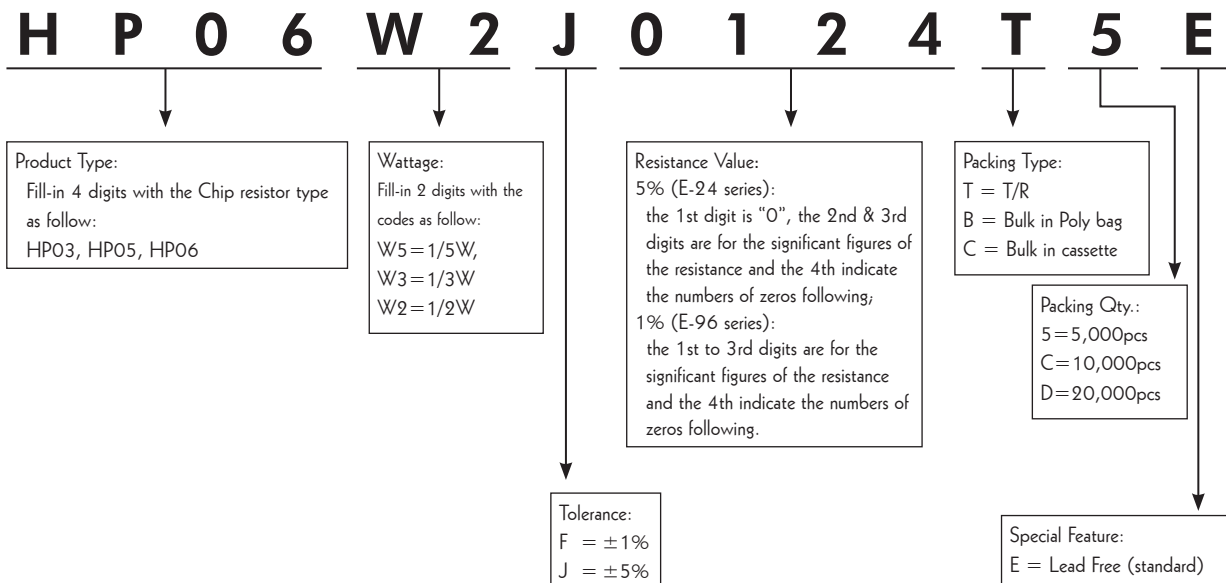 H P 0 6 W 2 J 0 1 2 4 T 5 E
Product Type:
Fill-in 4 digits with the Chip resistor type
as follow:
HP03, HP05, HP06
Wattage:
Fill-in 2 digits with the
codes as follow:
W5=1/5W,
W3=1/3W
W2=1/2W
Resistance Value:
5% (E-24 series):
the 1st digit is “0”, the 2nd & 3rd
digits are for the significant figures of
the resistance and the 4th indicate
the numbers of zeros following;
1% (E-96 series):
the 1st to 3rd digits are for the
significant figures of the resistance
and the 4th indicate the numbers of
zeros following.
Packing Type:
T = T/R
B = Bulk in Poly bag
C = Bulk in cassette
Packing Qty.:
5=5,000pcs
C=10,000pcs
D=20,000pcs
Tolerance:
F = ±1%
J = ±5%
Special Feature:
E = Lead Free (standard)